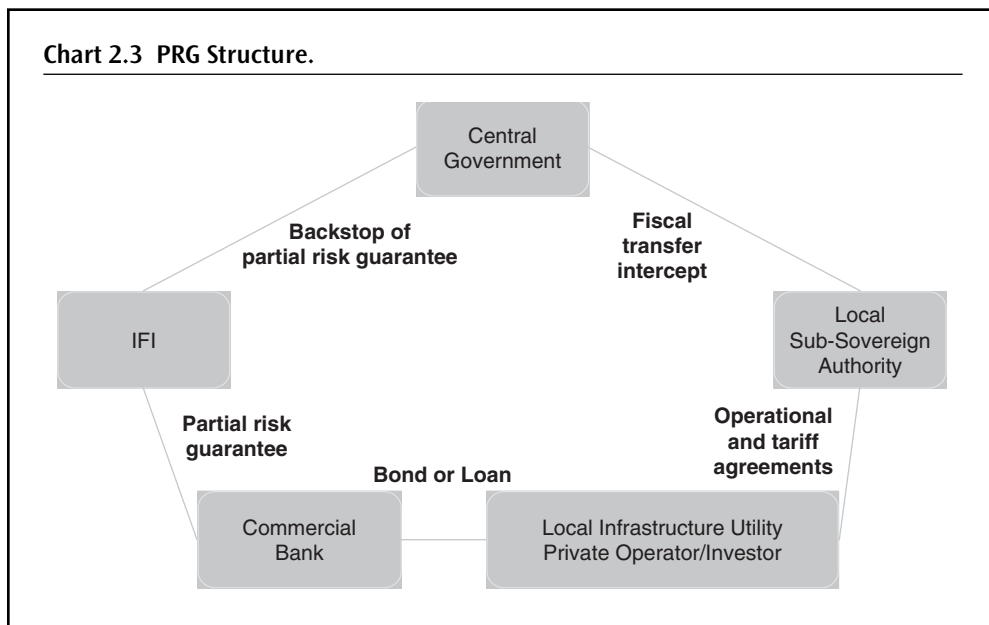 Chart 2.3 PRG Structure.
Central
Government
Backstop of
partial risk guarantee
Fiscal
transfer
intercept
IFI
Local
Sub-Sovereign
Authority
Partial risk
guarantee
Operational
and tariff
agreements
Bond or Loan
Commercial
Bank
Local Infrastructure Utility
Private Operator/Investor